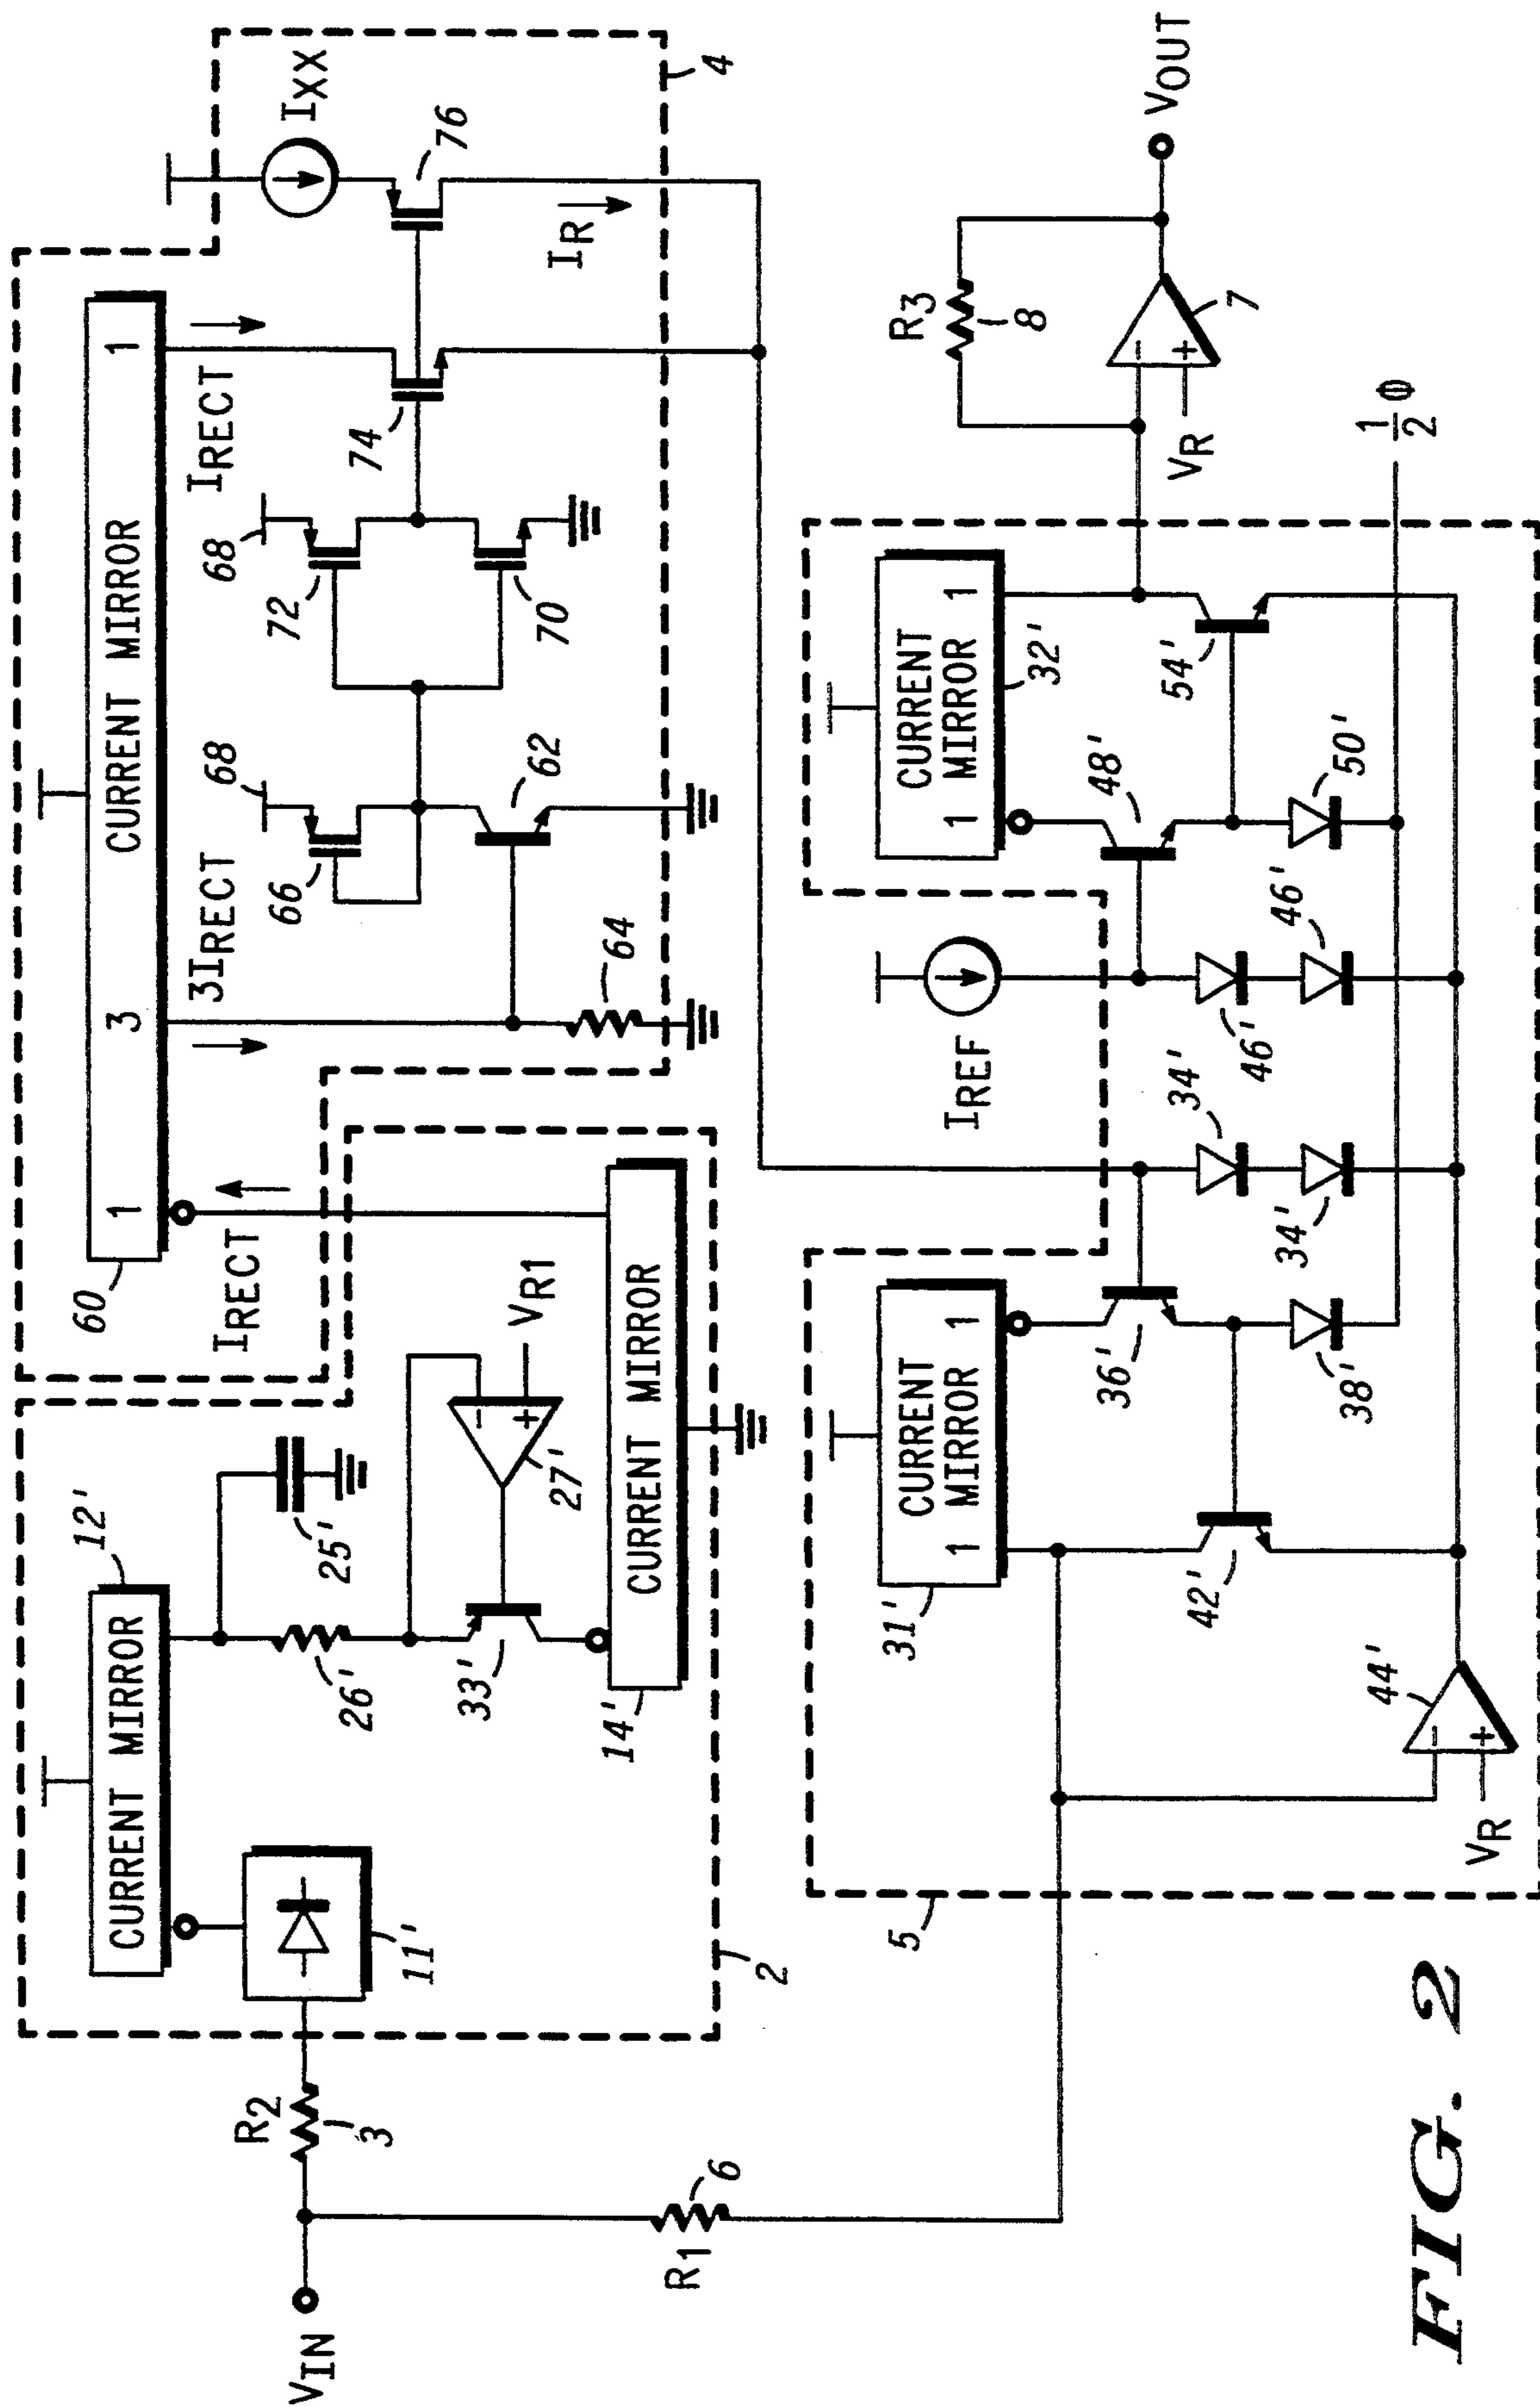 CURRENT MIRROR
12'
60
CURRENT MIRROR
1
3
1
IRECT
3IRECT
IRECT
11'
26'
25'
33'
27'
VR1
CURRENT MIRROR
14'
2
64
66
68
62
72
68
70
74
76
IXX
IR
4
VIN
R2
3
R1
6
5
CURRENT
MIRROR
1
1
31'
36'
42'
38'
44'
VR
-
+
34'
34'
IREF
46'
46'
CURRENT
MIRROR
1
1
32'
48'
50'
54'
1/2 Φ
R3
8
-
+
VR
7
VOUT
FIG. 2